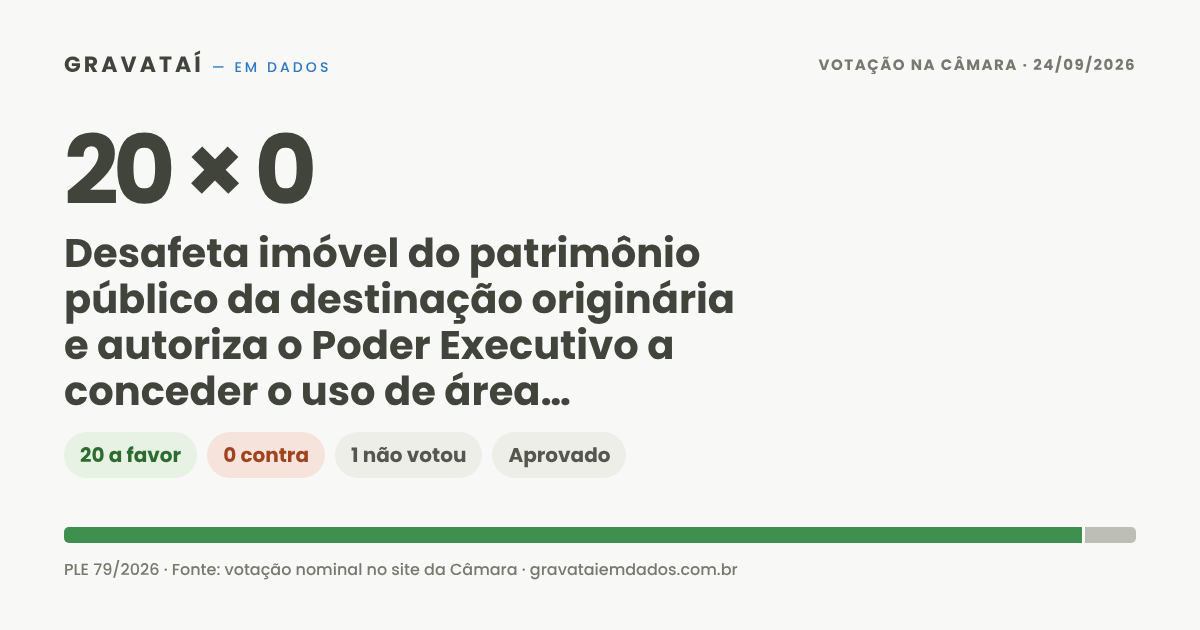 GRAVATAÍ — EM DADOS
VOTAÇÃO NA CÂMARA · 24/09/2026
20 × 0
Desafeta imóvel do patrimônio
público da destinação originária
e autoriza o Poder Executivo a
conceder o uso de área...
20 a favor
0 contra
1 não votou
Aprovado
PLE 79/2026 · Fonte: votação nominal no site da Câmara · gravataiemdados.com.br